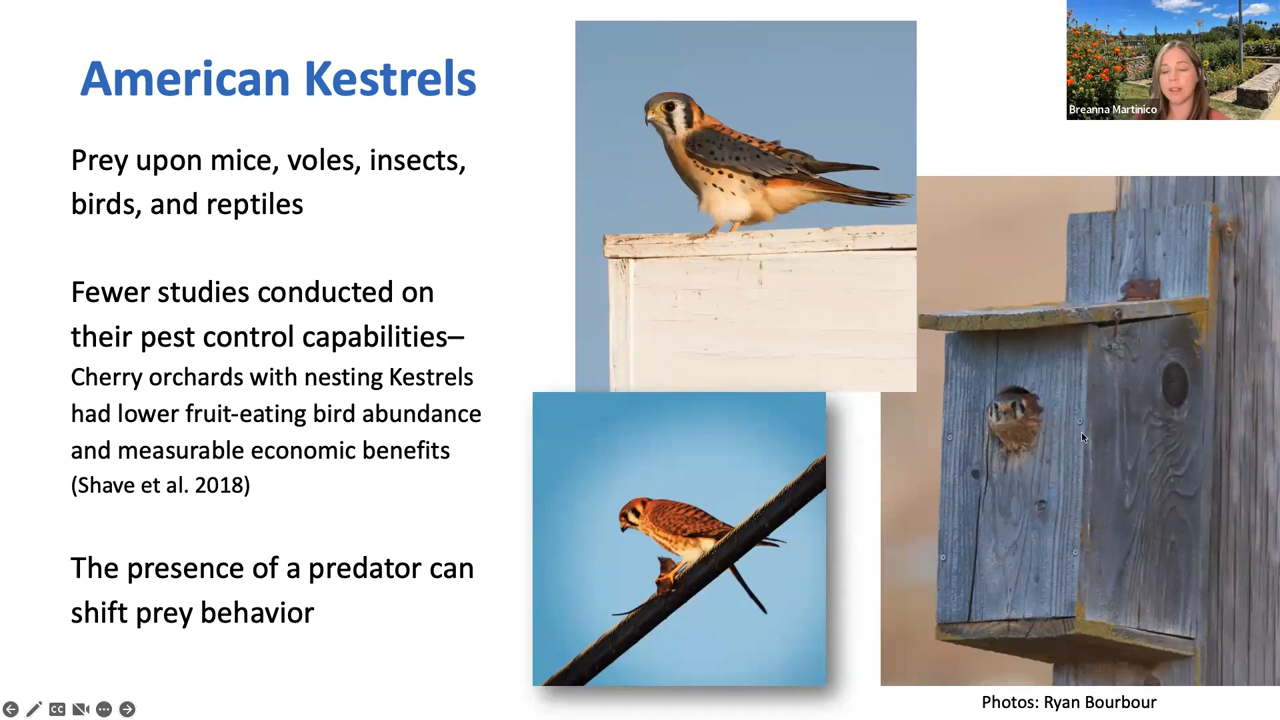 American Kestrels
Breanna Martinico
Prey upon mice, voles, insects,
birds, and reptiles
Fewer studies conducted on
their pest control capabilities–
Cherry orchards with nesting Kestrels
had lower fruit-eating bird abundance
and measurable economic benefits
(Shave et al. 2018)
The presence of a predator can
shift prey behavior
CC
Photos: Ryan Bourbour